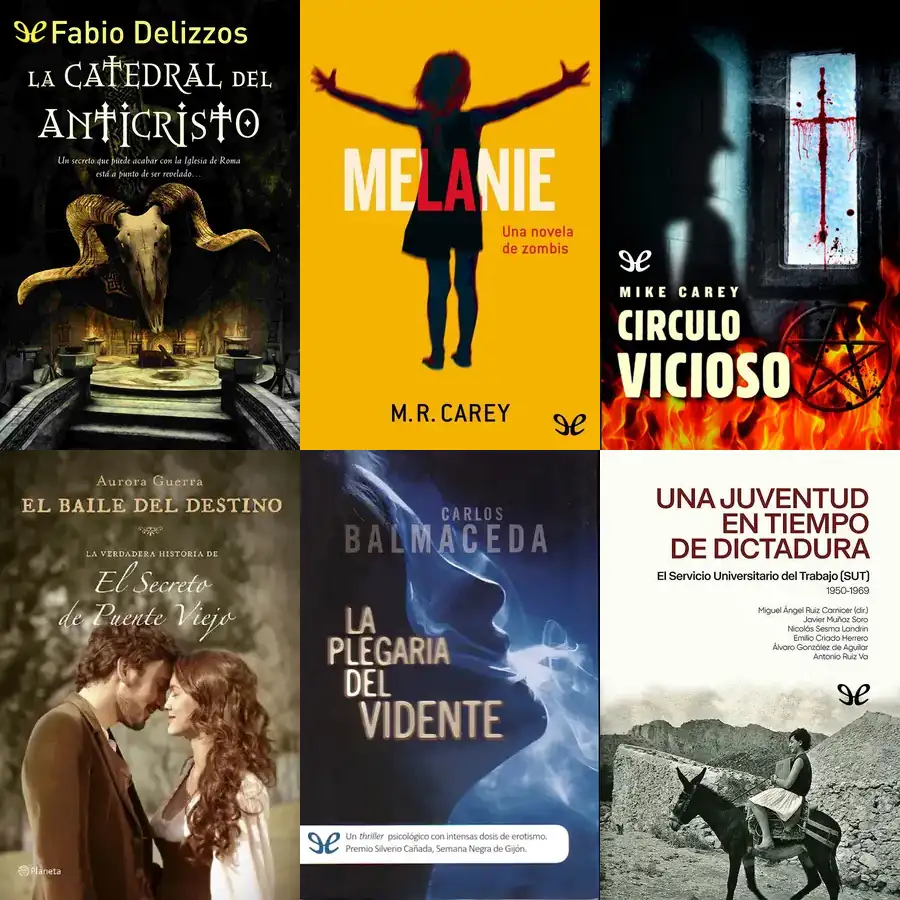 Fabio Delizzos
LA CATEDRAL DEL
ANTICRISTO
Un secreto que puede acabar con la Iglesia de Roma
está a punto de ser revelado…
MELANIE
Una novela
de zombis
M. R. CAREY
MIKE CAREY
CIRCULO
VICIOSO
Aurora Guerra
EL BAILE DEL DESTINO
LA VERDADERA HISTORIA DE
El Secreto
de Puente Viejo
Planeta
CARLOS
BALMACEDA
LA
PLEGARIA
DEL
VIDENTE
Un thriller psicológico con intensas dosis de erotismo.
Premio Silverio Cañada, Semana Negra de Gijón.
UNA JUVENTUD
EN TIEMPO
DE DICTADURA
El Servicio Universitario del Trabajo (SUT)
1950-1969
Miguel Ángel Ruiz Carnicer (dir.)
Javier Muñoz Soro
Nicolás Sesma Landrin
Emilio Criado Herrero
Álvaro González de Aguilar
Antonio Ruiz Va